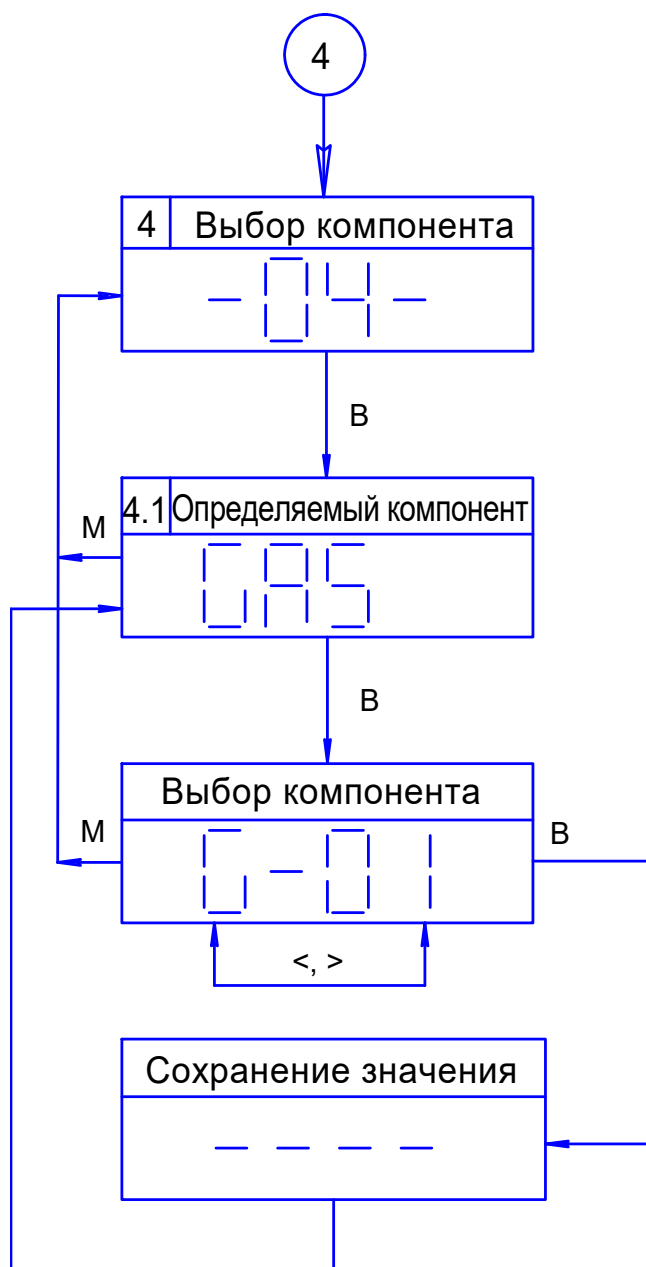 4
4 Выбор компонента
-04-
В
4.1 Определяемый компонент
М
GAS
В
Выбор компонента
М
В
G-01
<, >
Сохранение значения
- - - -